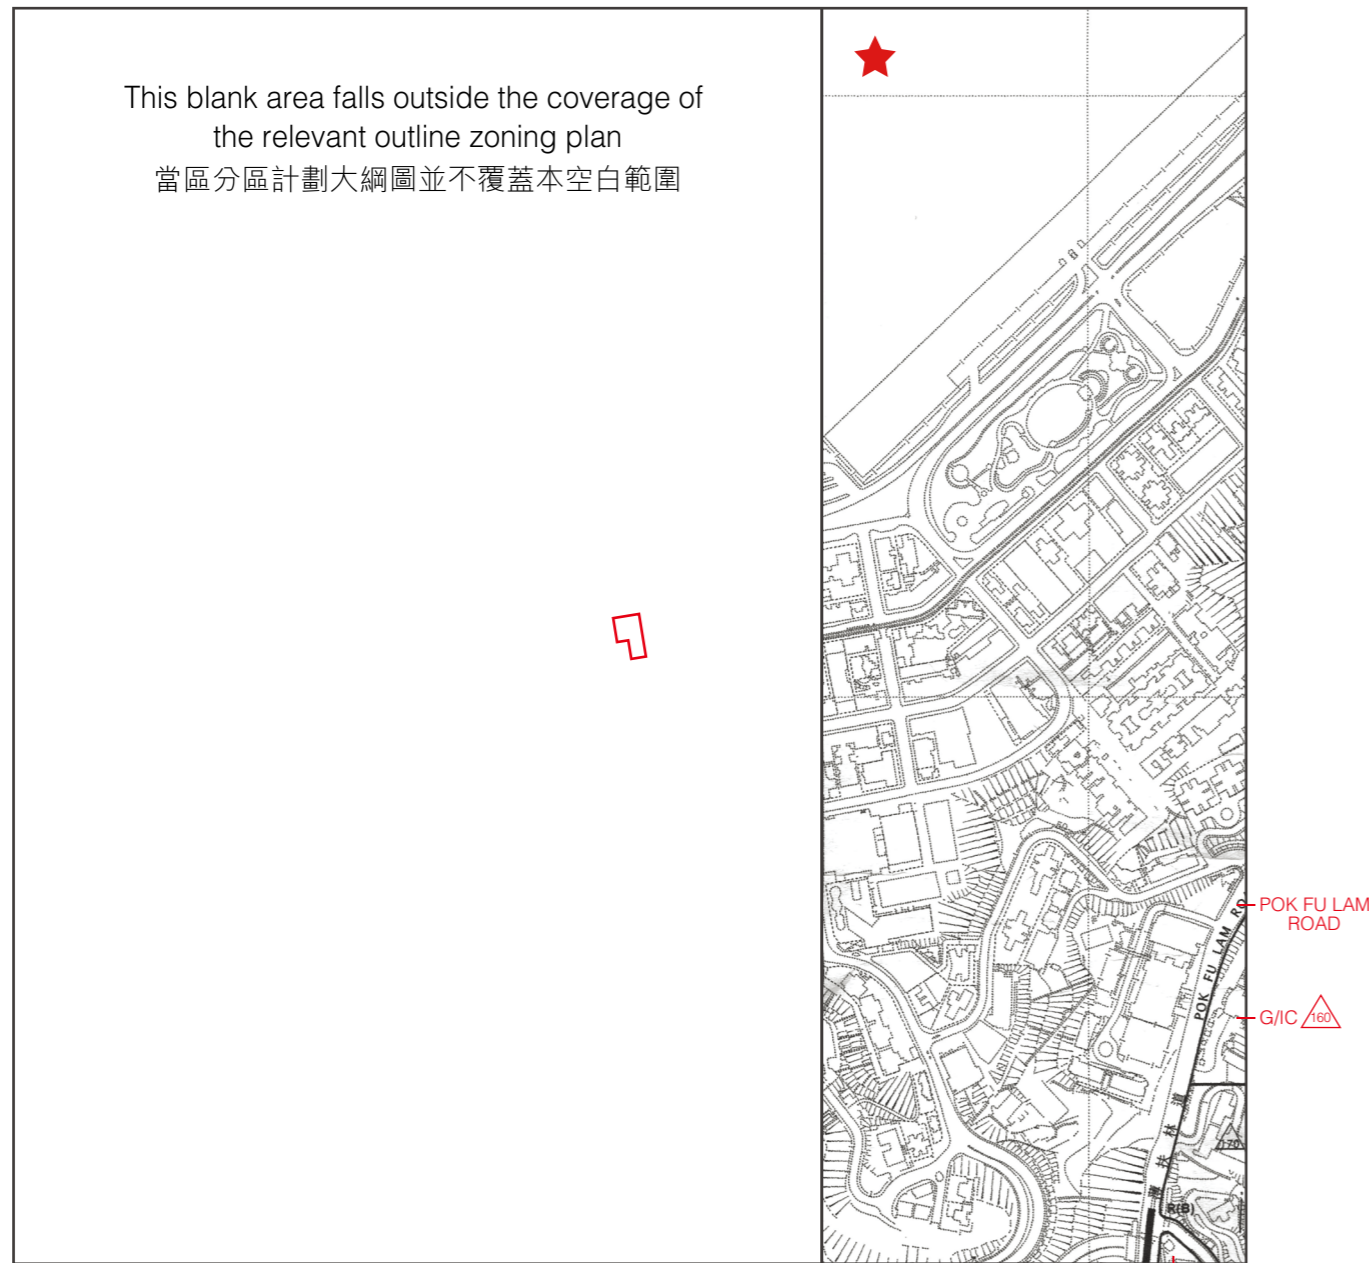 This blank area falls outside the coverage of
the relevant outline zoning plan
當區分區計劃大綱圖並不覆蓋本空白範圍
POK FU LAM
ROAD
POK FU LAM RO
G/IC 160
薄扶林道
170
R(B)